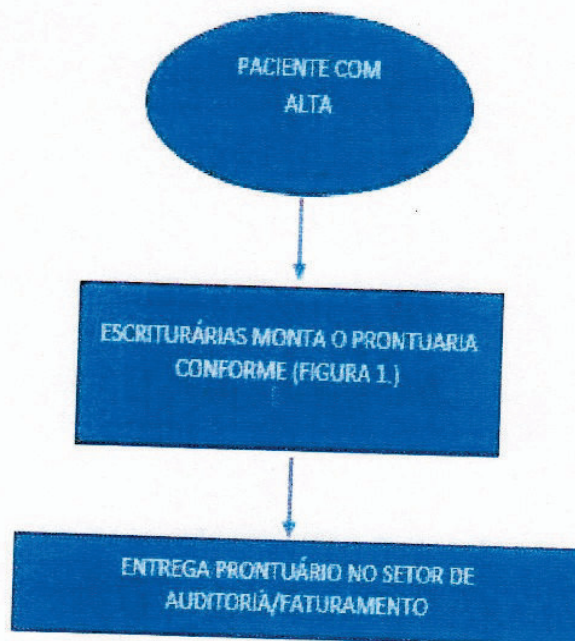 PACIENTE COM
ALTA
ESCRITURÁRIAS MONTA O PRONTUARIA
CONFORME (FIGURA 1.)
ENTREGA PRONTUÁRIO NO SETOR DE
AUDITORIA/FATURAMENTO